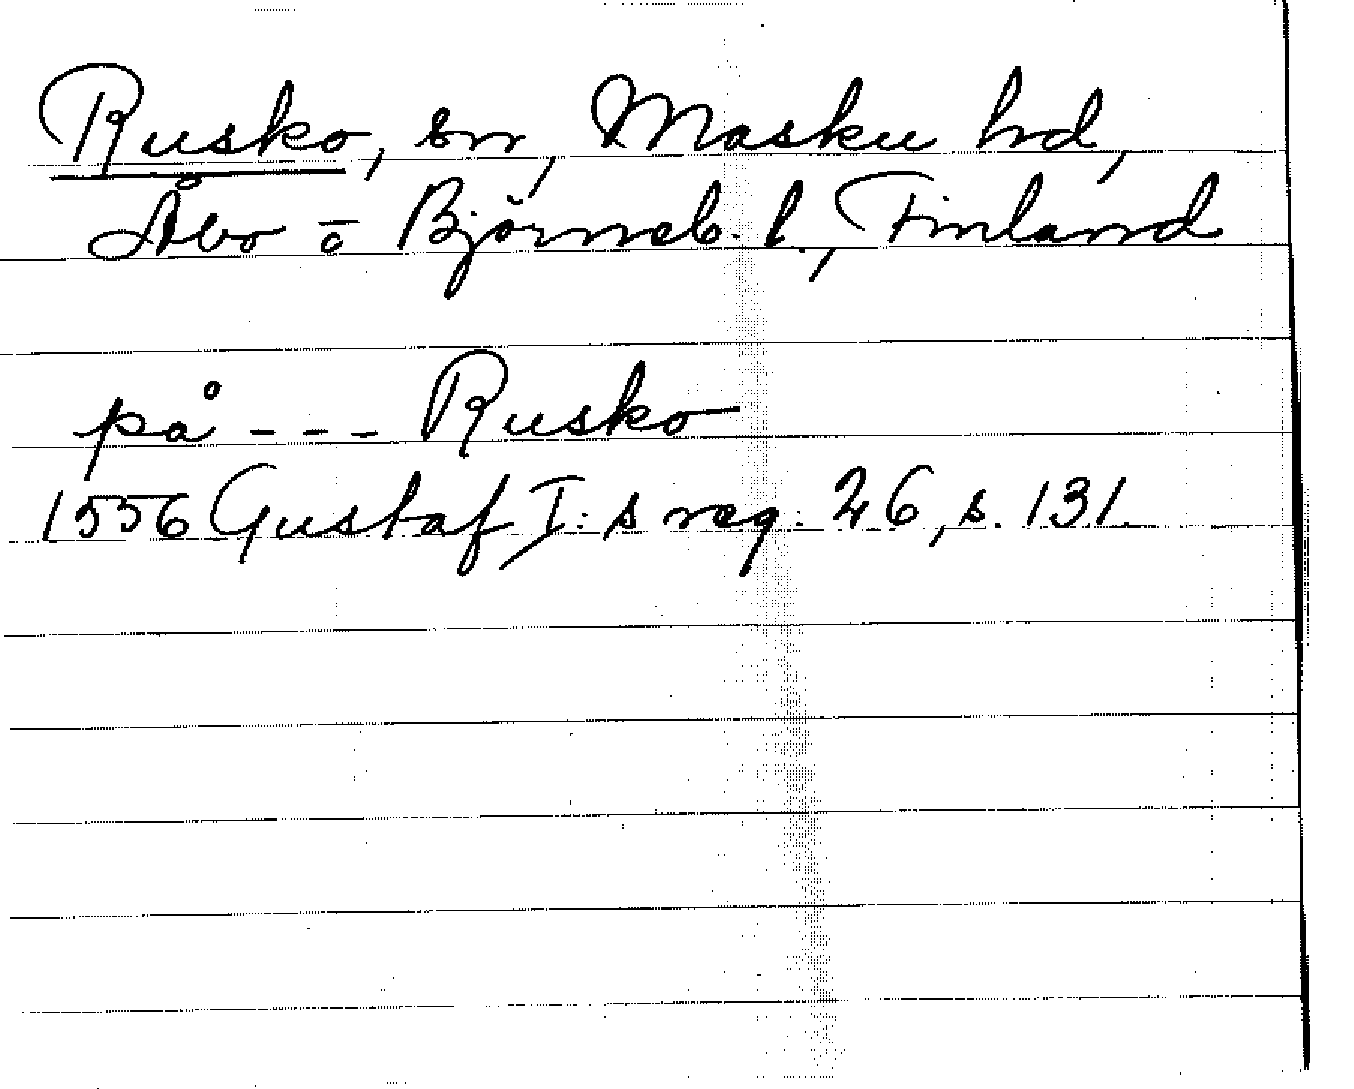 Rusko, sn, Masku hd,
Åbo o Björneb. l., Finland
på --- Rusko
1556 Gustaf I:s reg. 26, s. 131.